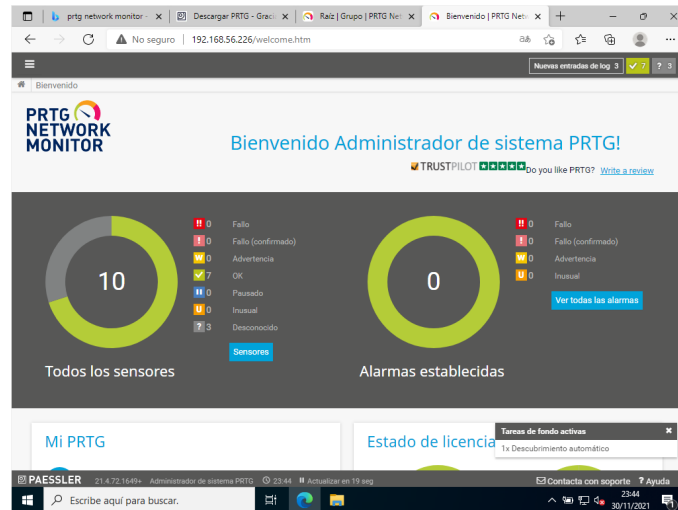 prtg network monitor -
Descargar PRTG - Graci
Raíz | Grupo | PRTG Net
Bienvenido | PRTG Netw
No seguro
192.168.56.226/welcome.htm
Nuevas entradas de log 3
7
? 3
Bienvenido
PRTG
NETWORK
MONITOR
Bienvenido Administrador de sistema PRTG!
TRUSTPILOT
Do you like PRTG? Write a review
10
!! 0 Fallo
! 0 Fallo (confirmado)
W 0 Advertencia
7 OK
0 Pausado
U 0 Inusual
? 3 Desconocido
Sensores
Todos los sensores
0
!! 0 Fallo
! 0 Fallo (confirmado)
W 0 Advertencia
U 0 Inusual
Ver todas las alarmas
Alarmas establecidas
Mi PRTG
Estado de licencia
Tareas de fondo activas
1x Descubrimiento automático
PAESSLER
21.4.72.1649+
Administrador de sistema PRTG
23:44
Actualizar en 19 seg
Contacta con soporte
? Ayuda
Escribe aquí para buscar.
23:44
30/11/2021
1